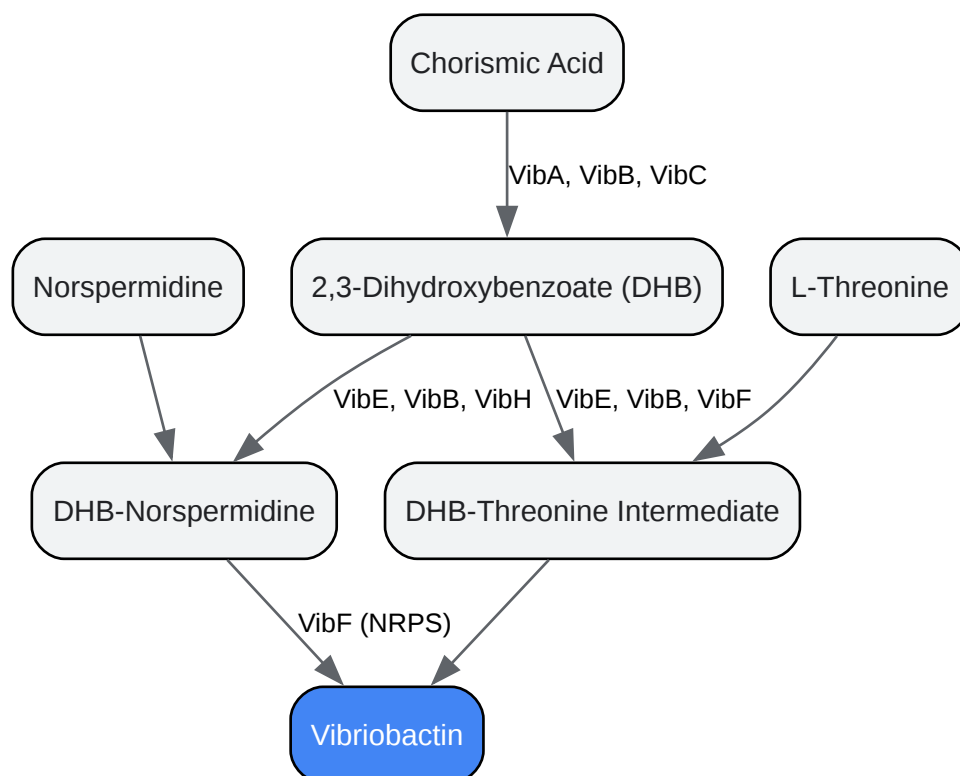 Chorismic Acid
VibA, VibB, VibC
Norspermidine
2,3-Dihydroxybenzoate (DHB)
L-Threonine
VibE, VibB, VibH
VibE, VibB, VibF
DHB-Norspermidine
DHB-Threonine Intermediate
VibF (NRPS)
Vibriobactin